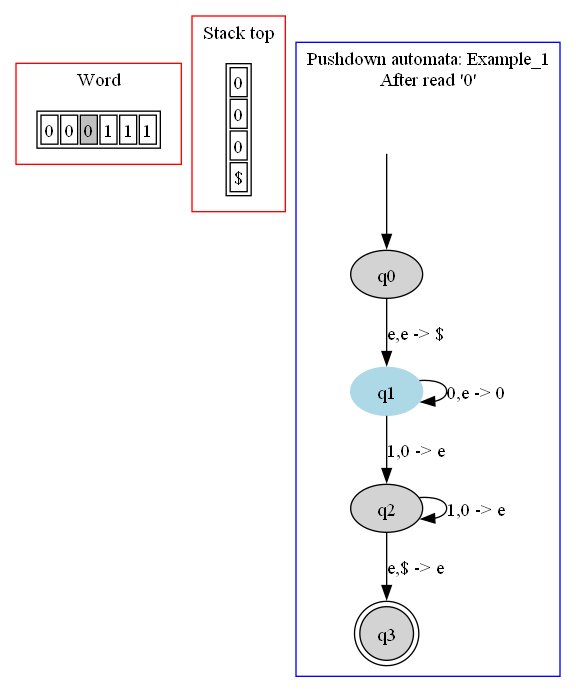 Word
0 0 0 1 1 1
Stack top
0
0
0
$
Pushdown automata: Example_1
After read '0'
q0
e,e -> $
q1
0,e -> 0
1,0 -> e
q2
1,0 -> e
e,$ -> e
q3